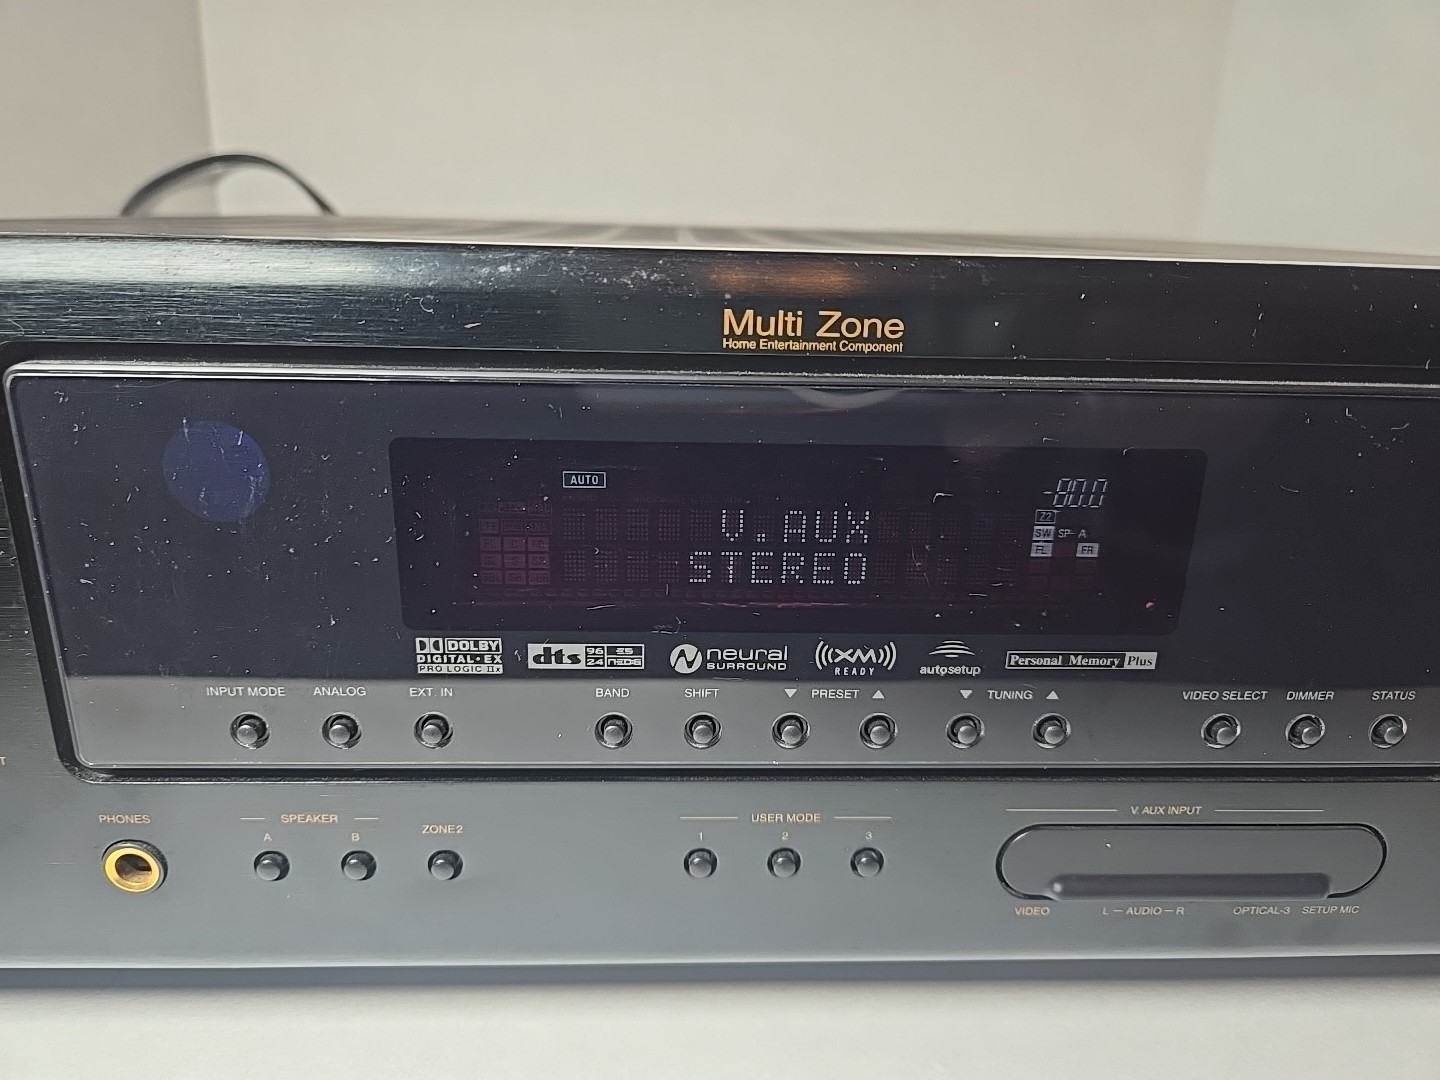 Multi Zone
Home Entertainment Component
AUTO
-80.0
V.AUX
Z2
SW SP- A
FL FR
STEREO
DOLBY
DIGITAL•EX
PRO LOGIC IIx
dts 96 24 ES
neural
SURROUND
((XM))
READY
autosetup
Personal Memory Plus
INPUT MODE ANALOG EXT. IN BAND SHIFT ▼ PRESET ▲ ▼ TUNING ▲ VIDEO SELECT DIMMER STATUS
T
PHONES
SPEAKER
A B
ZONE2
USER MODE
1 2 3
V. AUX INPUT
VIDEO L — AUDIO — R OPTICAL-3 SETUP MIC